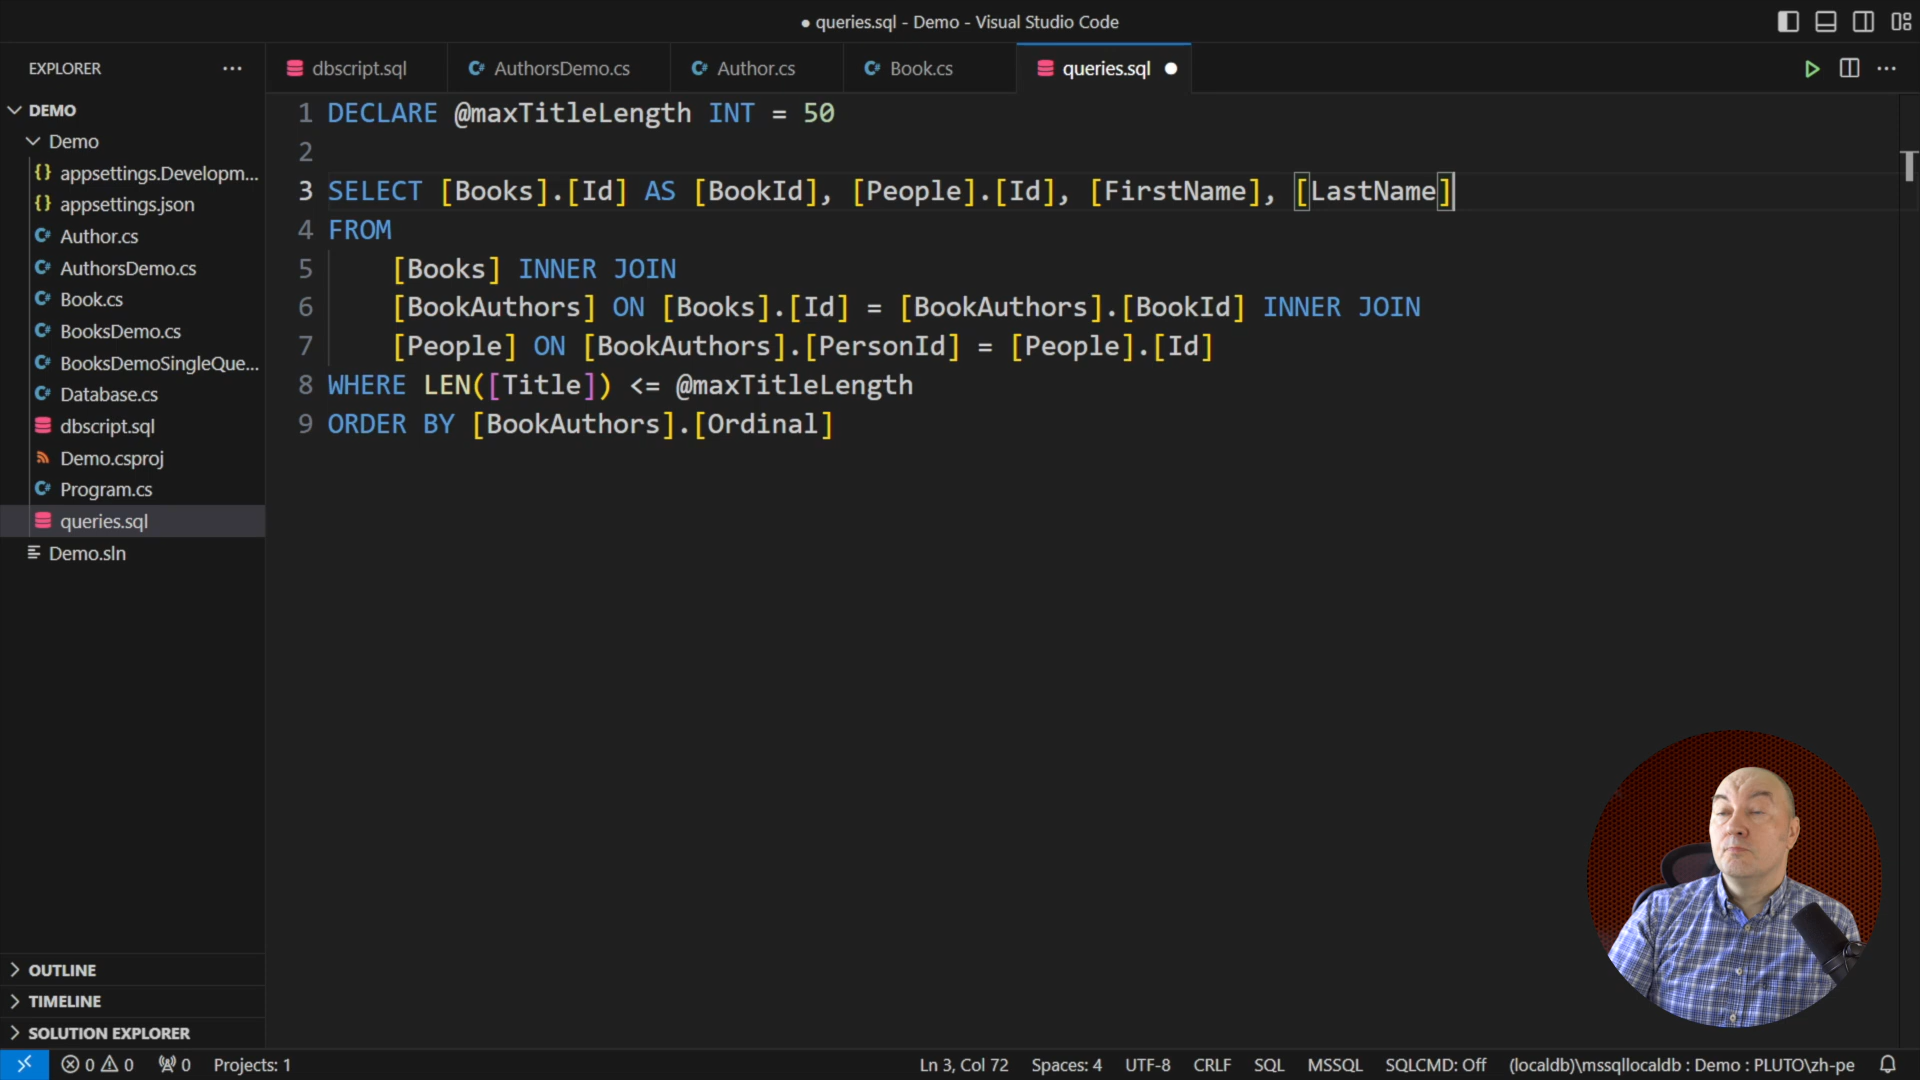 ● queries.sql - Demo - Visual Studio Code
EXPLORER
dbscript.sql
AuthorsDemo.cs
Author.cs
Book.cs
queries.sql
DEMO
Demo
appsettings.Developm...
appsettings.json
Author.cs
AuthorsDemo.cs
Book.cs
BooksDemo.cs
BooksDemoSingleQue...
Database.cs
dbscript.sql
Demo.csproj
Program.cs
queries.sql
Demo.sln
1 DECLARE @maxTitleLength INT = 50
2
3 SELECT [Books].[Id] AS [BookId], [People].[Id], [FirstName], [LastName]
4 FROM
5     [Books] INNER JOIN
6     [BookAuthors] ON [Books].[Id] = [BookAuthors].[BookId] INNER JOIN
7     [People] ON [BookAuthors].[PersonId] = [People].[Id]
8 WHERE LEN([Title]) <= @maxTitleLength
9 ORDER BY [BookAuthors].[Ordinal]
OUTLINE
TIMELINE
SOLUTION EXPLORER
0 0 0 Projects: 1 Ln 3, Col 72 Spaces: 4 UTF-8 CRLF SQL MSSQL SQLCMD: Off (localdb)\mssqllocaldb : Demo : PLUTO\zh-pe